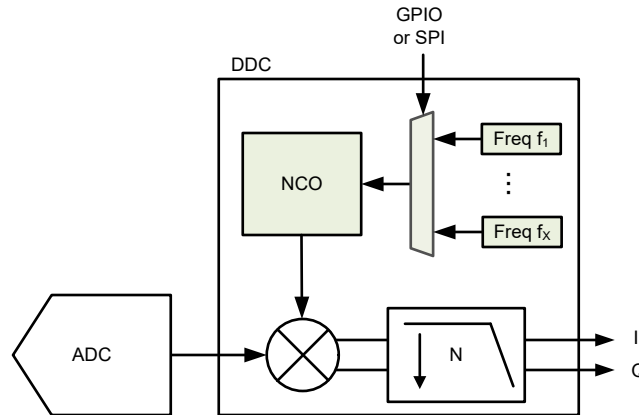 GPIO
or SPI
DDC
Freq f1
NCO
⋮
Freq fX
ADC
N
I
Q